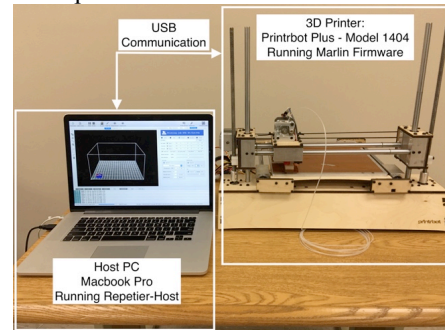 USB
Communication
3D Printer:
Printrbot Plus - Model 1404
Running Marlin Firmware
Host PC
Macbook Pro
Running Repetier-Host